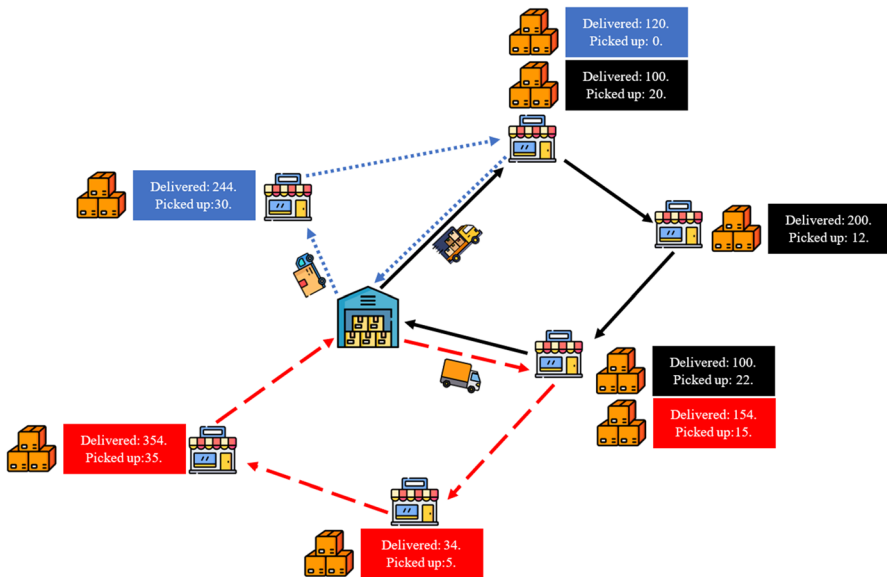 Delivered: 120.
Picked up: 0.
Delivered: 100.
Picked up: 20.
Delivered: 244.
Picked up:30.
Delivered: 200.
Picked up: 12.
Delivered: 100.
Picked up: 22.
Delivered: 154.
Picked up:15.
Delivered: 354.
Picked up:35.
Delivered: 34.
Picked up:5.